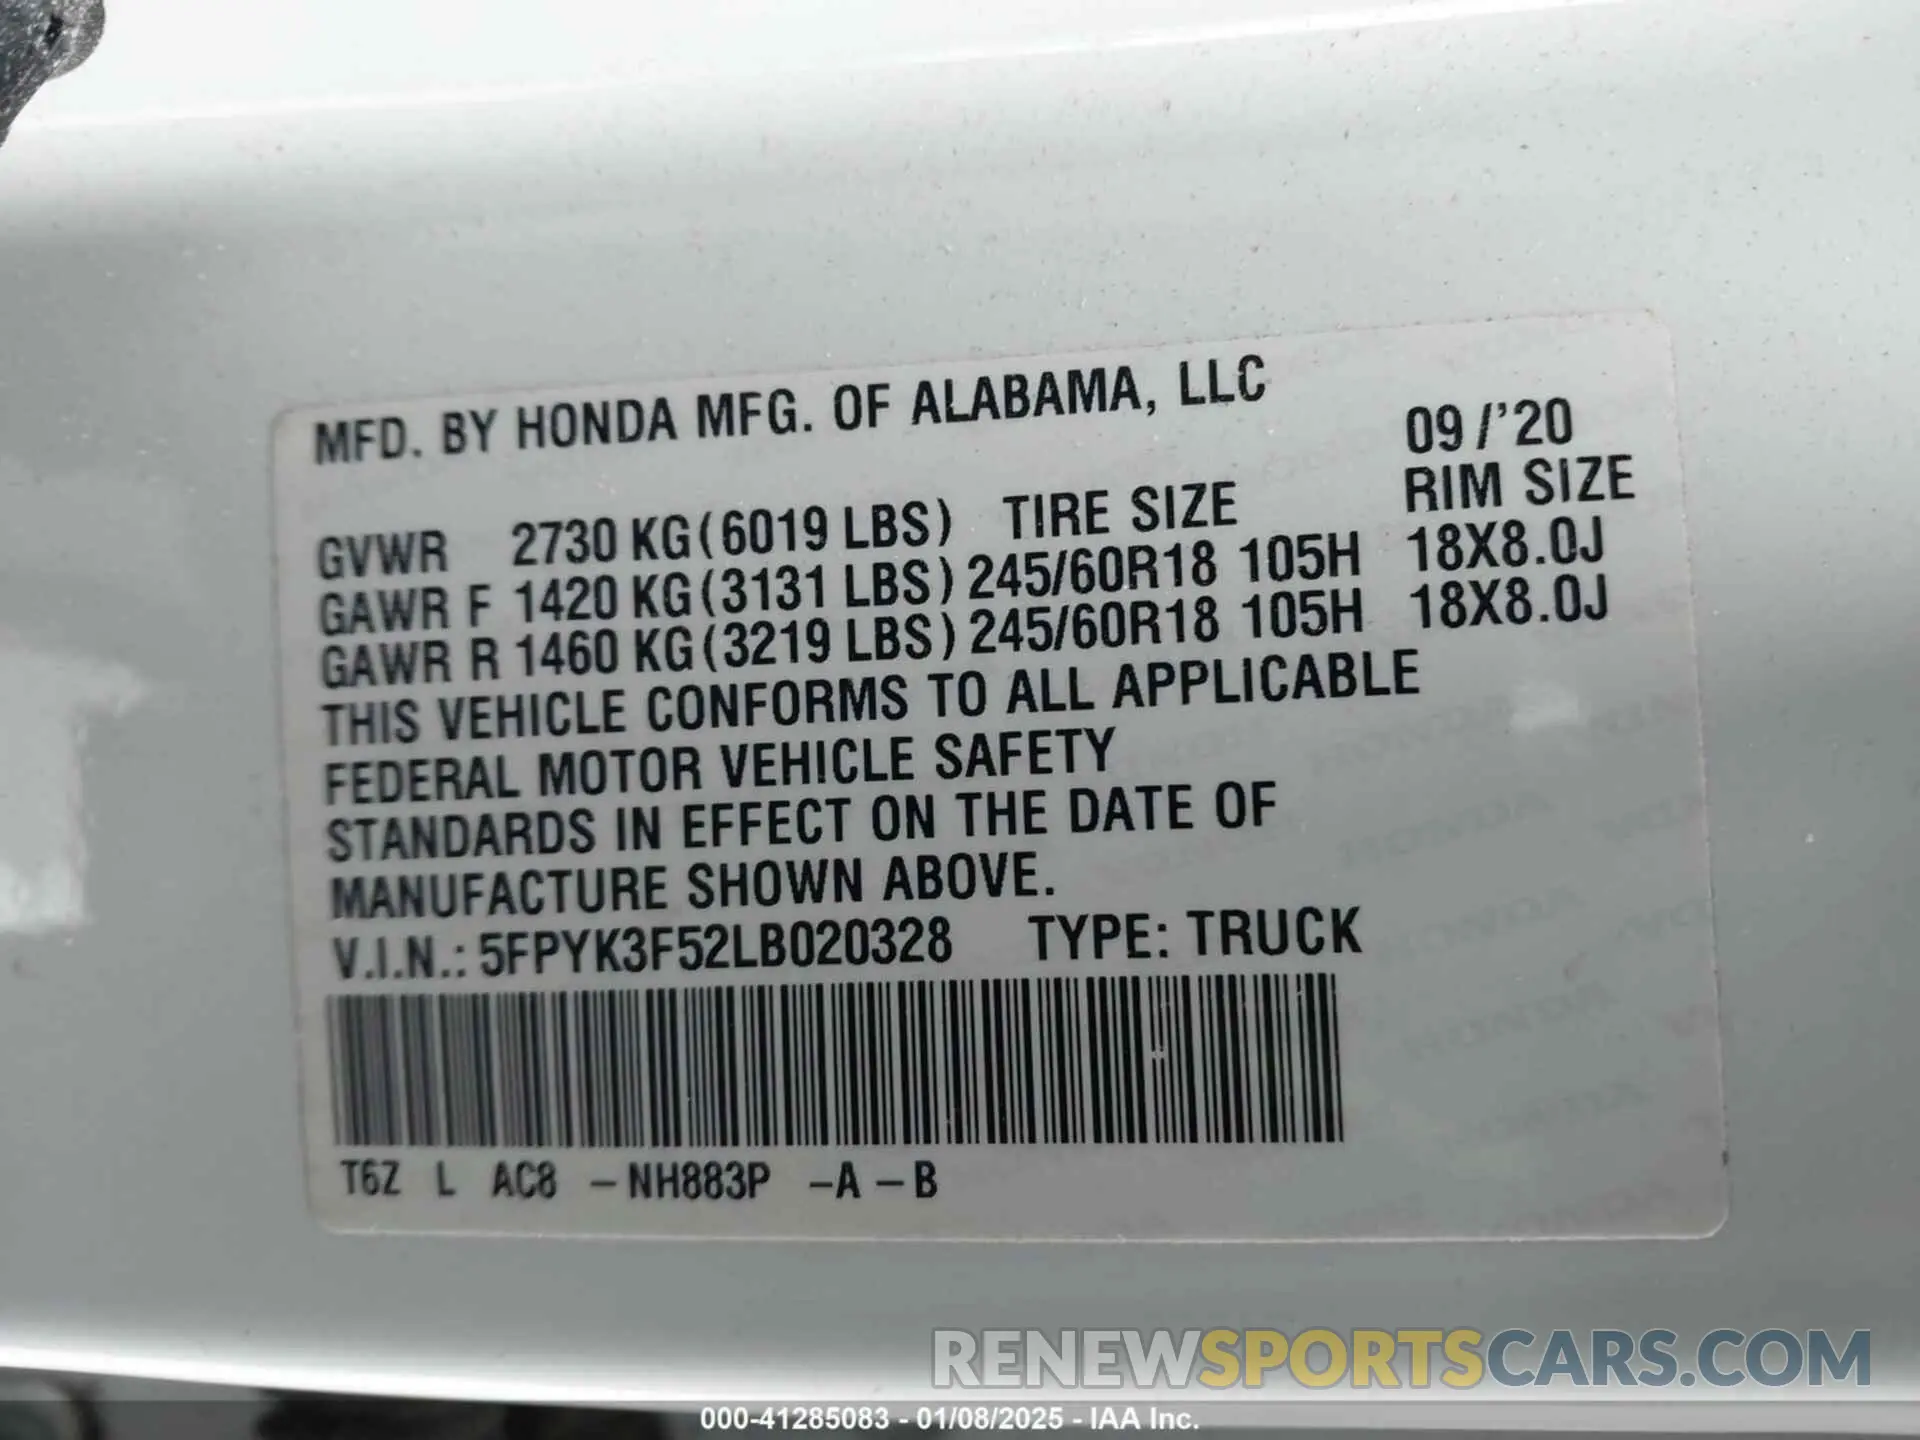 MFD. BY HONDA MFG. OF ALABAMA, LLC
09/'20
GVWR 2730 KG (6019 LBS) TIRE SIZE RIM SIZE
GAWR F 1420 KG (3131 LBS) 245/60R18 105H 18X8.0J
GAWR R 1460 KG (3219 LBS) 245/60R18 105H 18X8.0J
THIS VEHICLE CONFORMS TO ALL APPLICABLE
FEDERAL MOTOR VEHICLE SAFETY
STANDARDS IN EFFECT ON THE DATE OF
MANUFACTURE SHOWN ABOVE.
V.I.N.: 5FPYK3F52LB020328 TYPE: TRUCK
T6Z L AC8 -NH883P -A -B
RENEWSPORTSCARS.COM
000-41285083 - 01/08/2025 - IAA Inc.